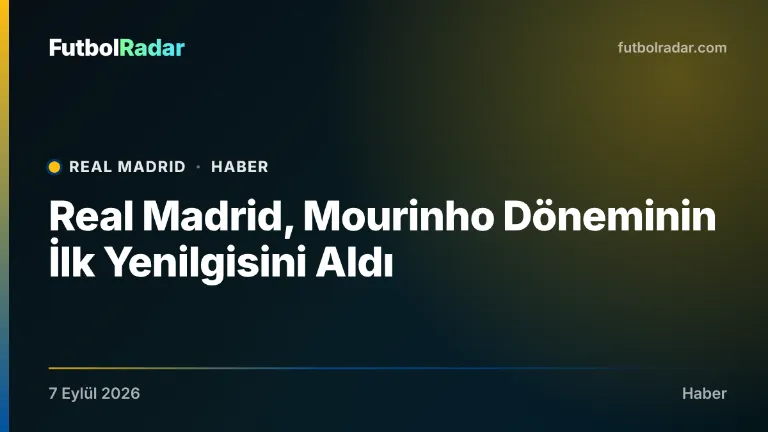 FutbolRadar
futbolradar.com
REAL MADRID · HABER
Real Madrid, Mourinho Döneminin
İlk Yenilgisini Aldı
7 Eylül 2026
Haber